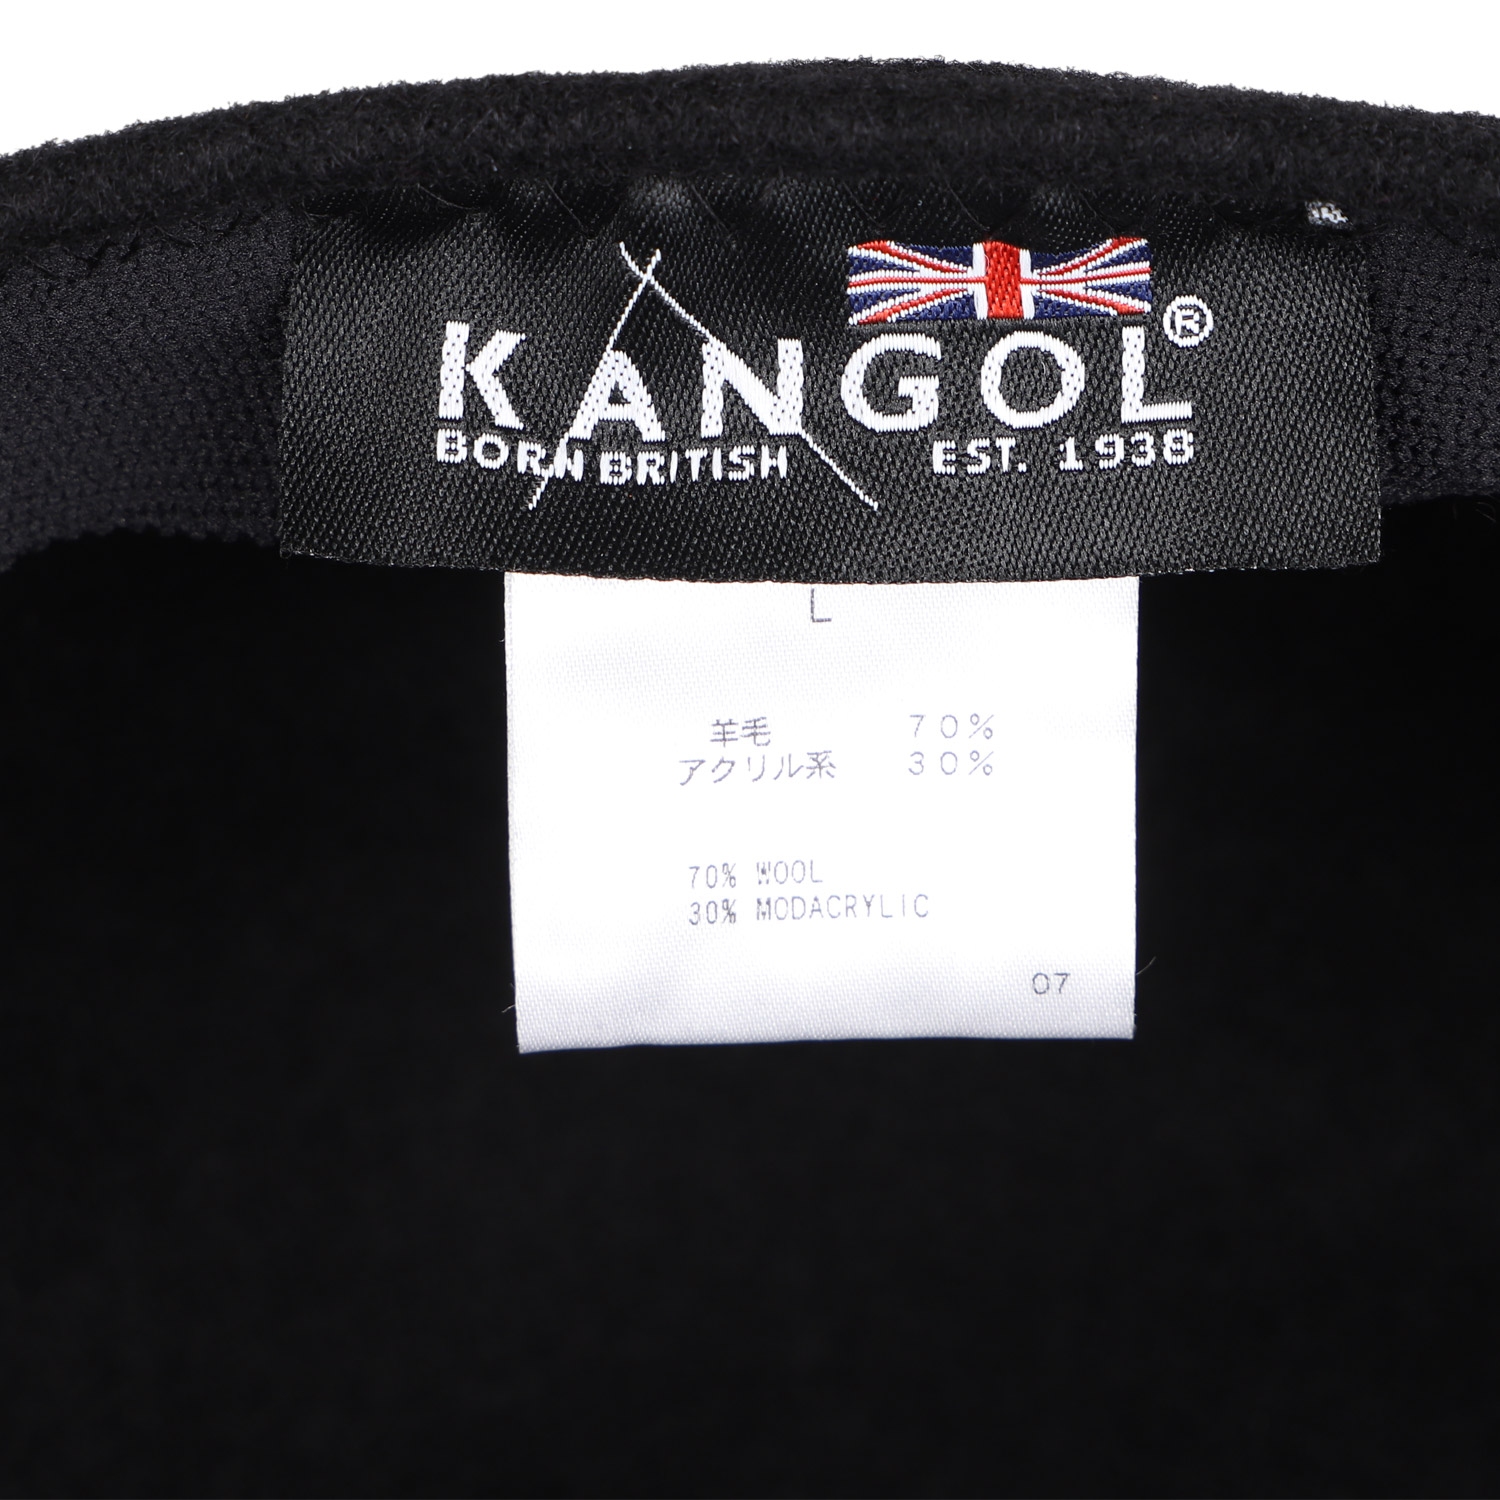 KANGOL®
BORN BRITISH EST. 1938
L
羊毛 70%
アクリル系 30%
70% WOOL
30% MODACRYLIC
07